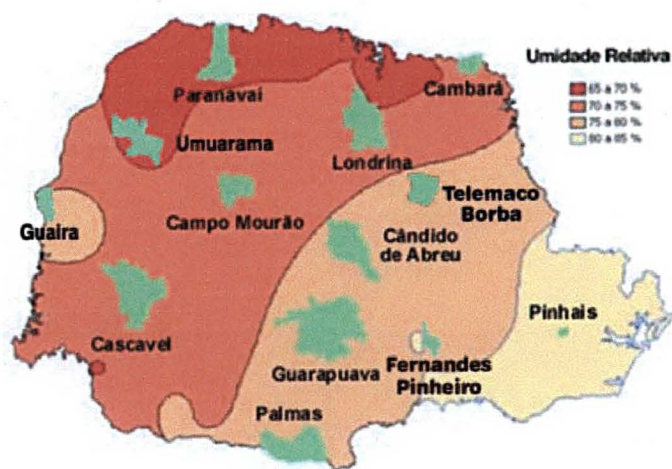 Umidade Relativa
65 a 70 %
70 a 75 %
75 a 80 %
80 a 85 %
Paranavaí
Cambará
Umuarama
Londrina
Telemaco
Borba
Guaira
Campo Mourão
Cândido
de Abreu
Pinhais
Cascavel
Guarapuava
Fernandes
Pinheiro
Palmas